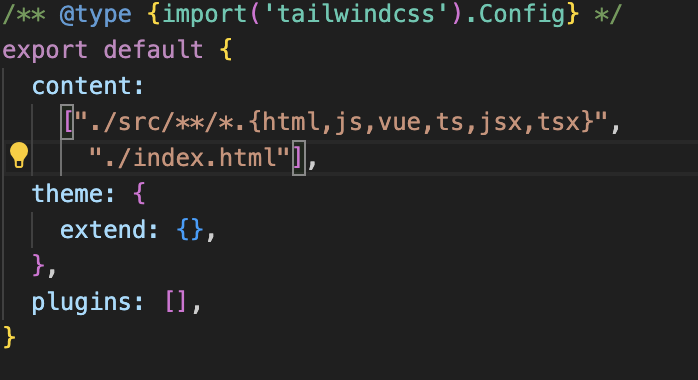 /** @type {import('tailwindcss').Config} */
export default {
  content:
    ["./src/**/*.{html,js,vue,ts,jsx,tsx}",
      "./index.html"],
  theme: {
    extend: {},
  },
  plugins: [],
}